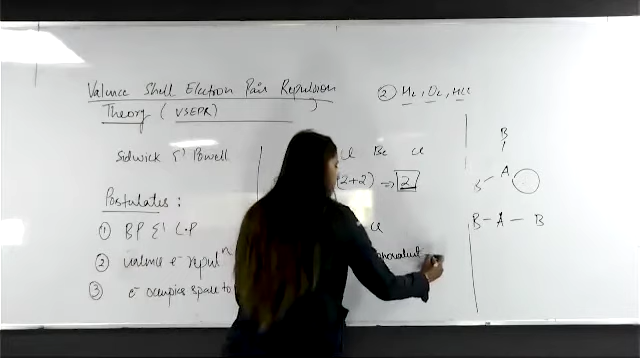 Valence Shell Electron Pair Repulsion
Theory ( VSEPR )
Sidwick & Powell
Postulates :
① BP & L.P
② valence e- repulⁿ
③ e- occupies space to
② H₂, O₂, HCl
Cl Be Cl
(2+2) ⇒ 2
Cl
B
A
B
B - A - B